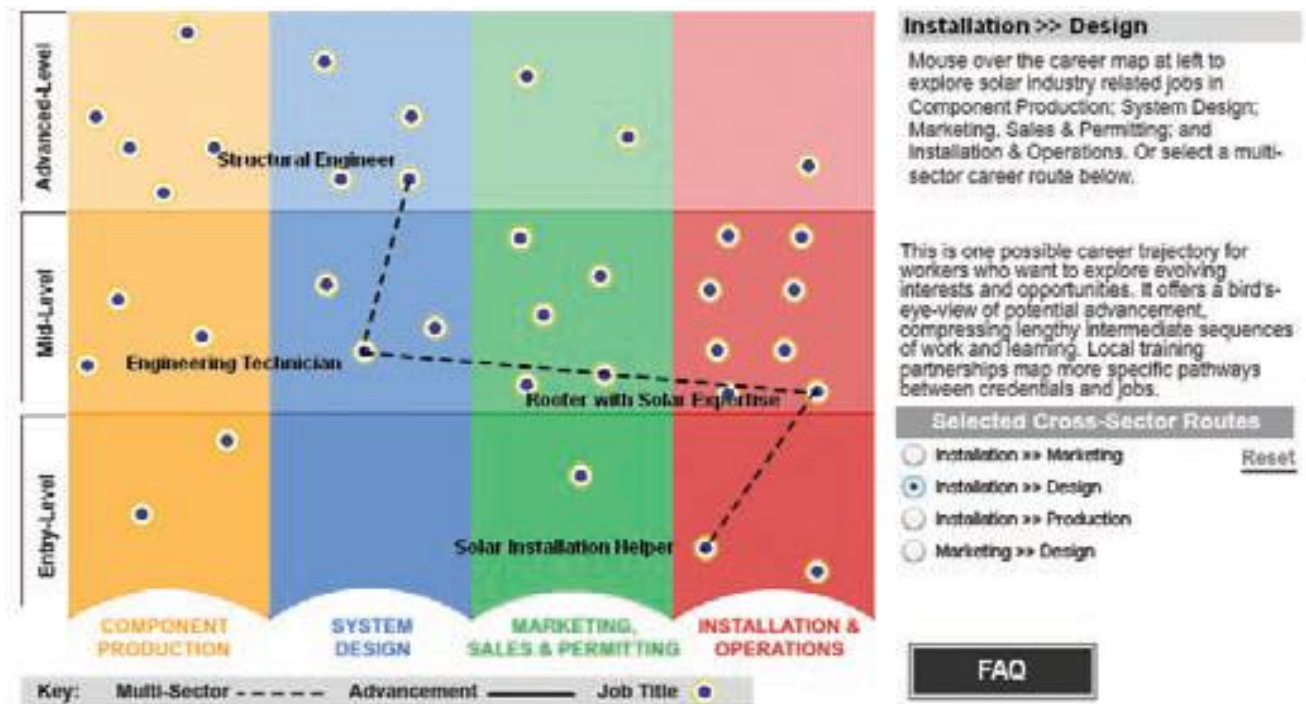 Advanced-Level
Mid-Level
Entry-Level
Structural Engineer
Engineering Technician
Roofer with Solar Expertise
Solar Installation Helper
COMPONENT
PRODUCTION
SYSTEM
DESIGN
MARKETING,
SALES & PERMITTING
INSTALLATION &
OPERATIONS
Key: Multi-Sector Advancement Job Title
Installation >> Design
Mouse over the career map at left to
explore solar industry related jobs in
Component Production; System Design;
Marketing, Sales & Permitting; and
Installation & Operations. Or select a multi-
sector career route below.
This is one possible career trajectory for
workers who want to explore evolving
interests and opportunities. It offers a bird's-
eye-view of potential advancement,
compressing lengthy intermediate sequences
of work and learning. Local training
partnerships map more specific pathways
between credentials and jobs.
Selected Cross-Sector Routes
Installation >> Marketing
Reset
Installation >> Design
Installation >> Production
Marketing >> Design
FAQ